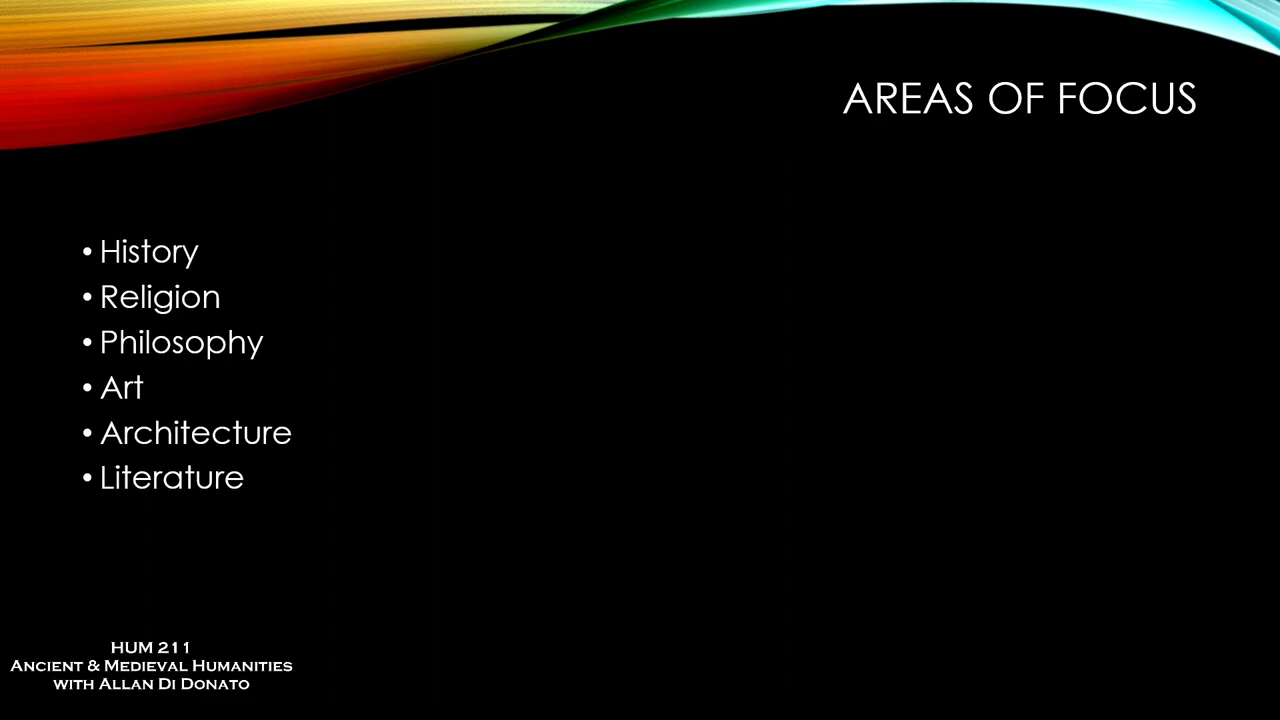 AREAS OF FOCUS
• History
• Religion
• Philosophy
• Art
• Architecture
• Literature
HUM 211
Ancient & Medieval Humanities
with Allan Di Donato